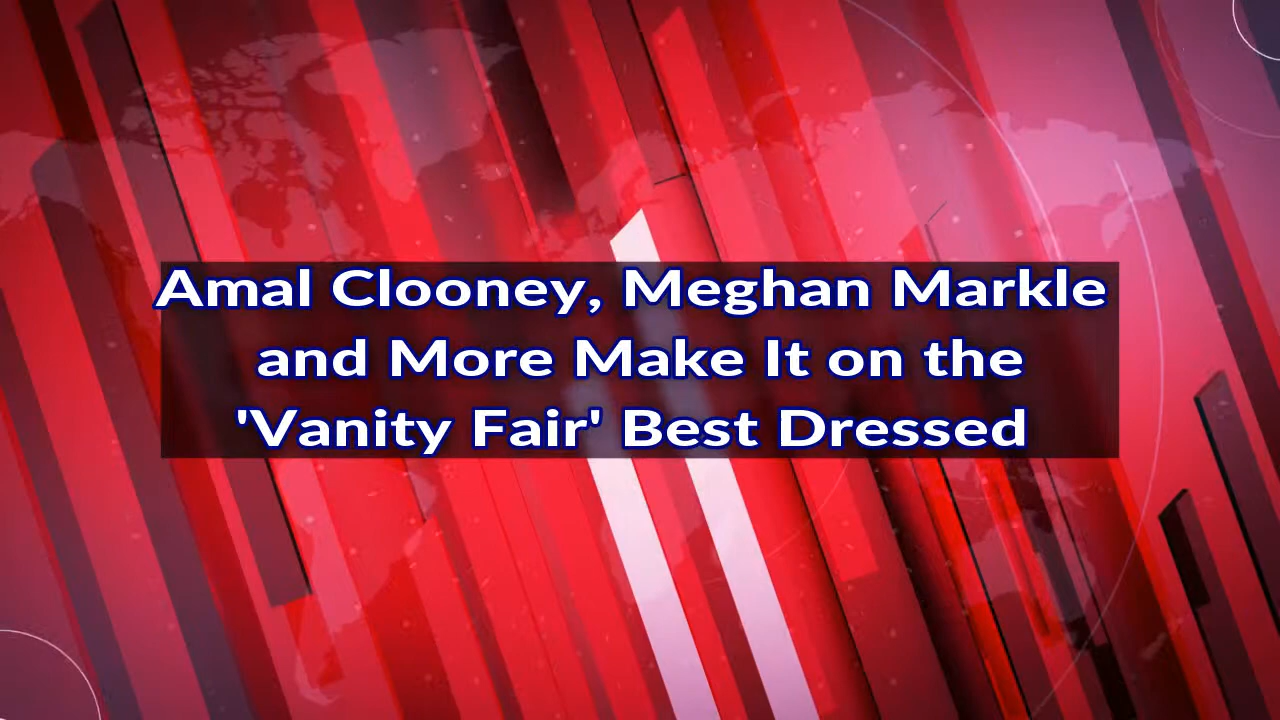 Amal Clooney, Meghan Markle
and More Make It on the
'Vanity Fair' Best Dressed